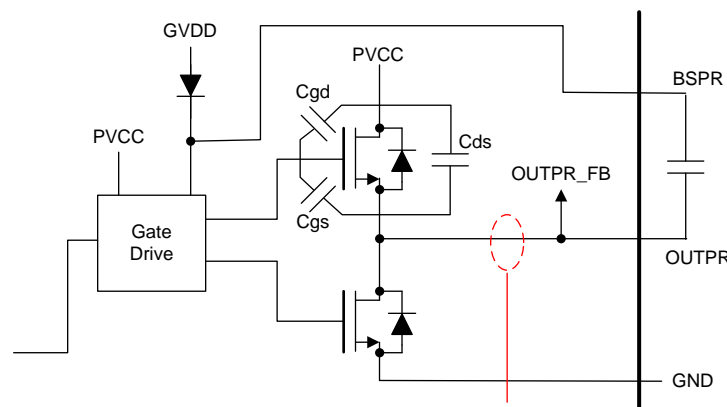 GVDD
PVCC
BSPR
Cgd
PVCC
Cds
OUTPR_FB
Gate
Drive
Cgs
OUTPR
GND